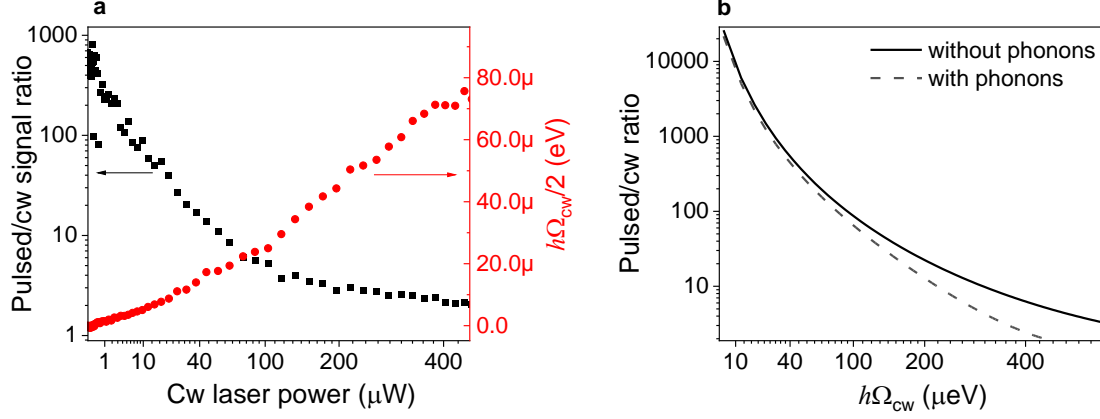 a
Pulsed/cw signal ratio
1000
100
10
1
80.0µ
60.0µ
40.0µ
20.0µ
0.0
hΩcw/2 (eV)
1 10 40 100 200 400
Cw laser power (µW)
b
Pulsed/cw ratio
10000
1000
100
10
without phonons
with phonons
10 40 100 200 400
hΩcw (µeV)